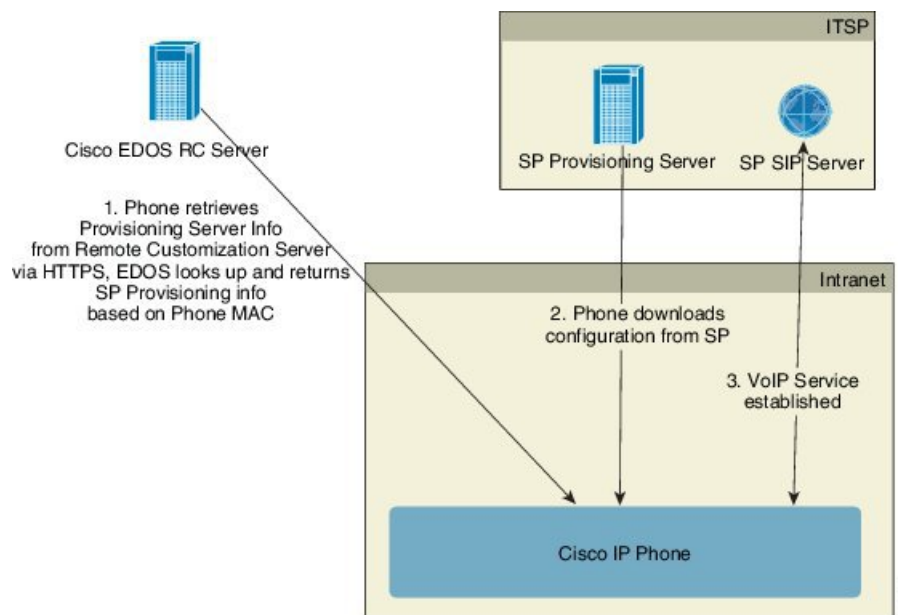 ITSP
Cisco EDOS RC Server
SP Provisioning Server
SP SIP Server
1. Phone retrieves
Provisioning Server Info
from Remote Customization Server
via HTTPS, EDOS looks up and returns
SP Provisioning info
based on Phone MAC
Intranet
2. Phone downloads
configuration from SP
3. VoIP Service
established
Cisco IP Phone